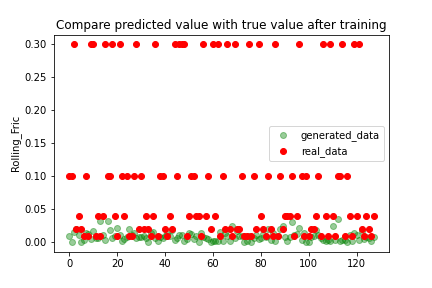 Compare predicted value with true value after training
0.30
0.25
0.20
0.15
0.10
0.05
0.00
Rolling_Fric
generated_data
real_data
0 20 40 60 80 100 120